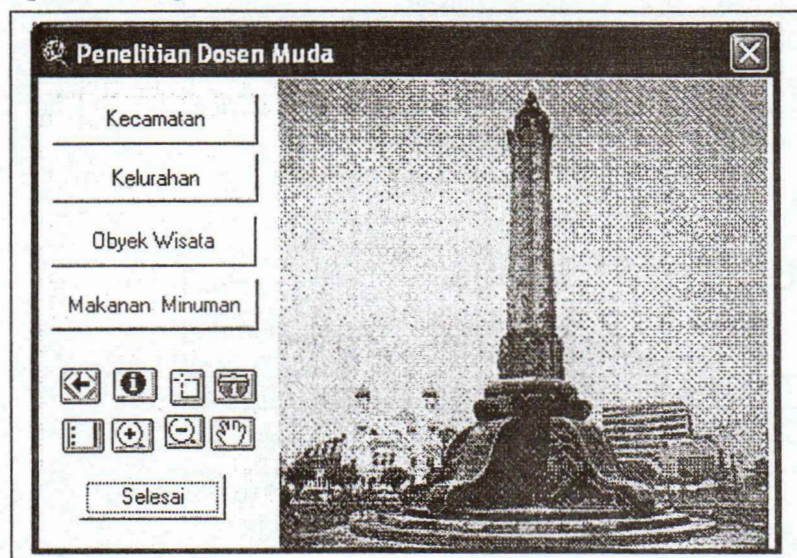 Penelitian Dosen Muda
Kecamatan
Kelurahan
Obyek Wisata
Makanan Minuman
Selesai